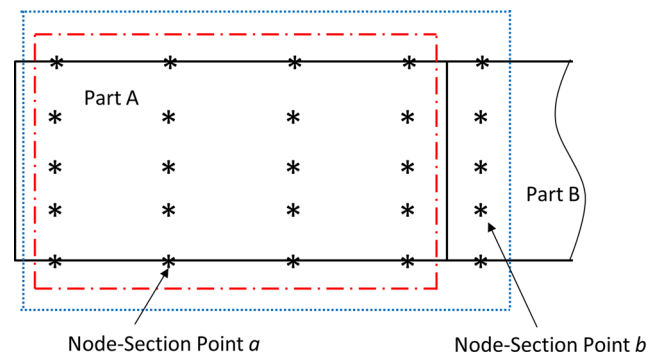 Part A
Part B
Node-Section Point a
Node-Section Point b